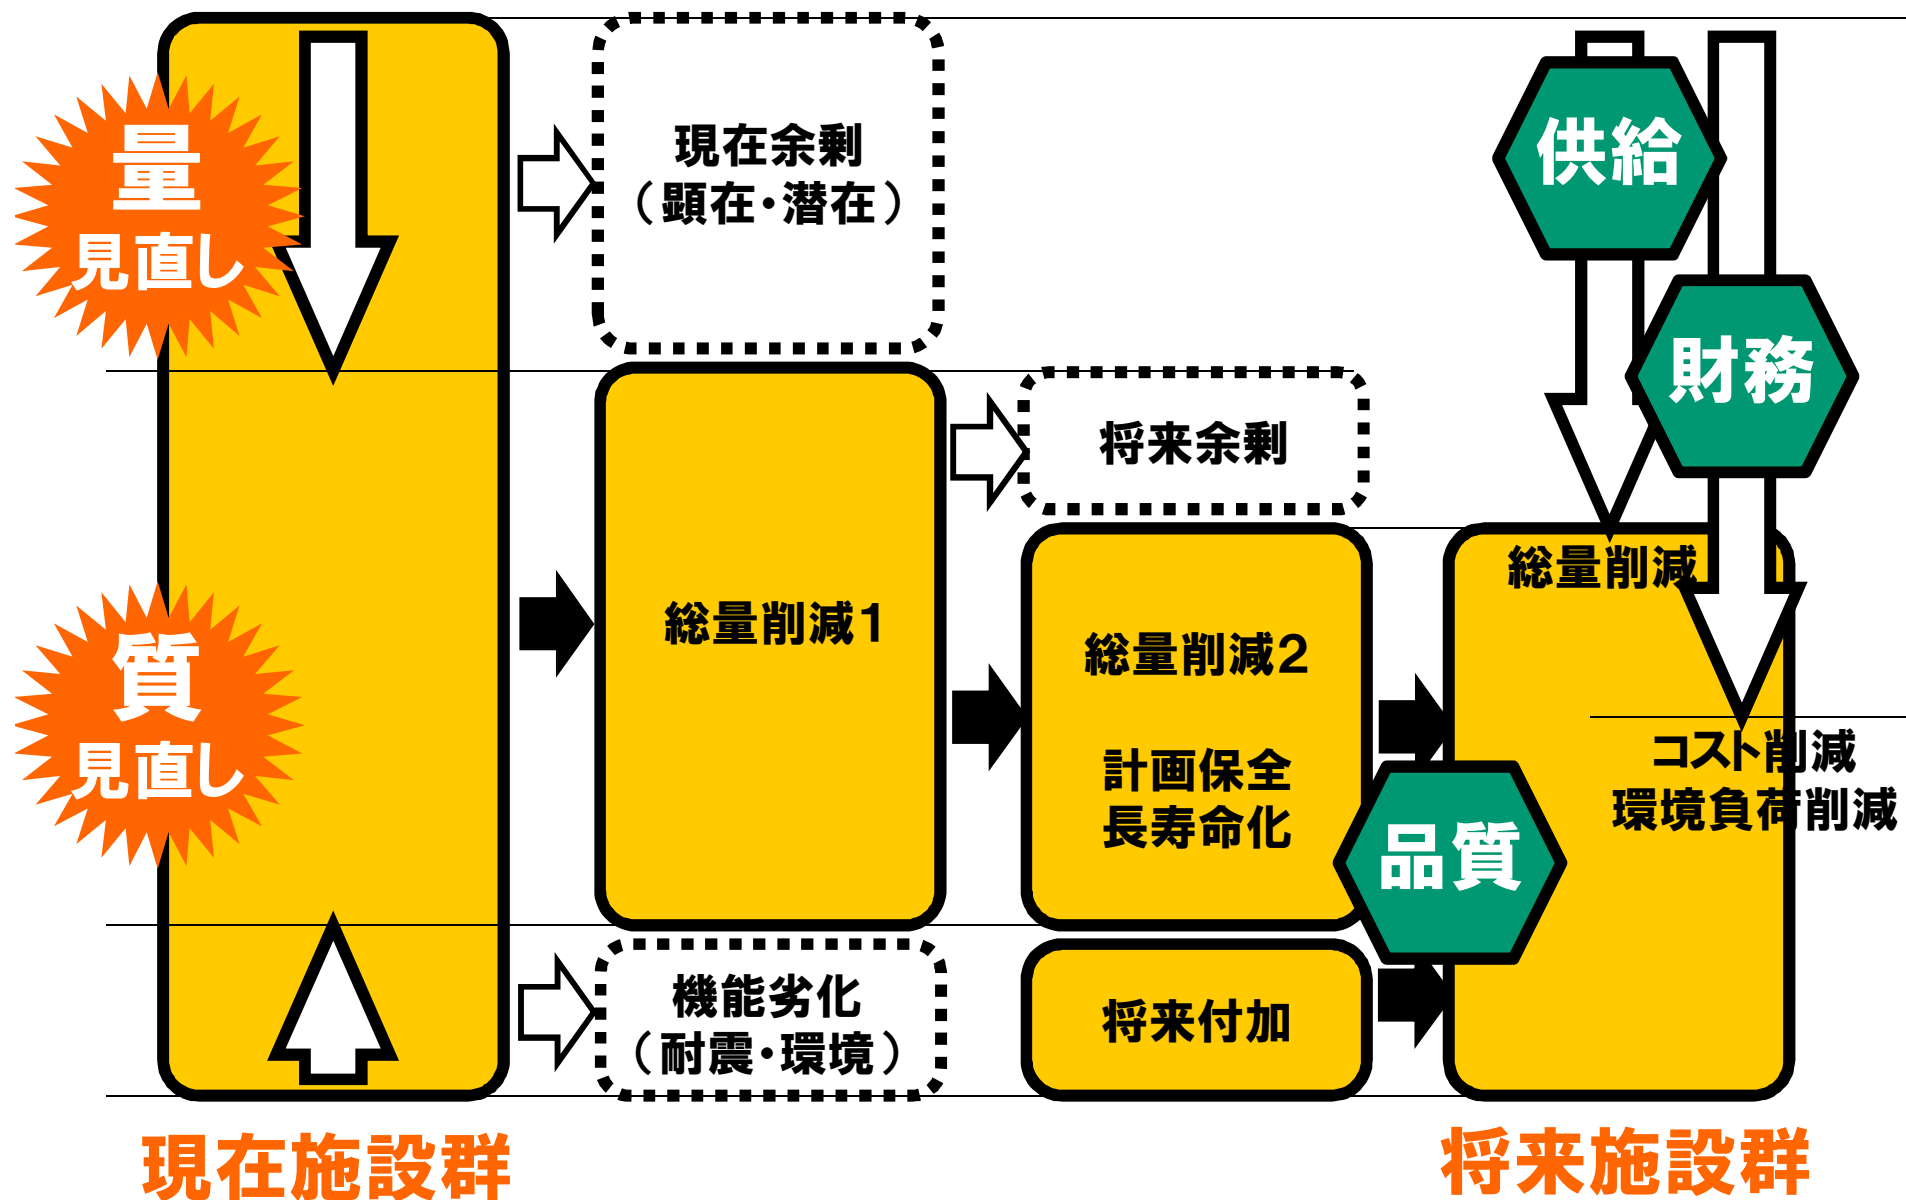 量
見直し
質
見直し
現在余剰
（顕在・潜在）
総量削減1
機能劣化
（耐震・環境）
将来余剰
総量削減2
計画保全
長寿命化
将来付加
供給
財務
品質
総量削減
コスト削減
環境負荷削減
現在施設群
将来施設群